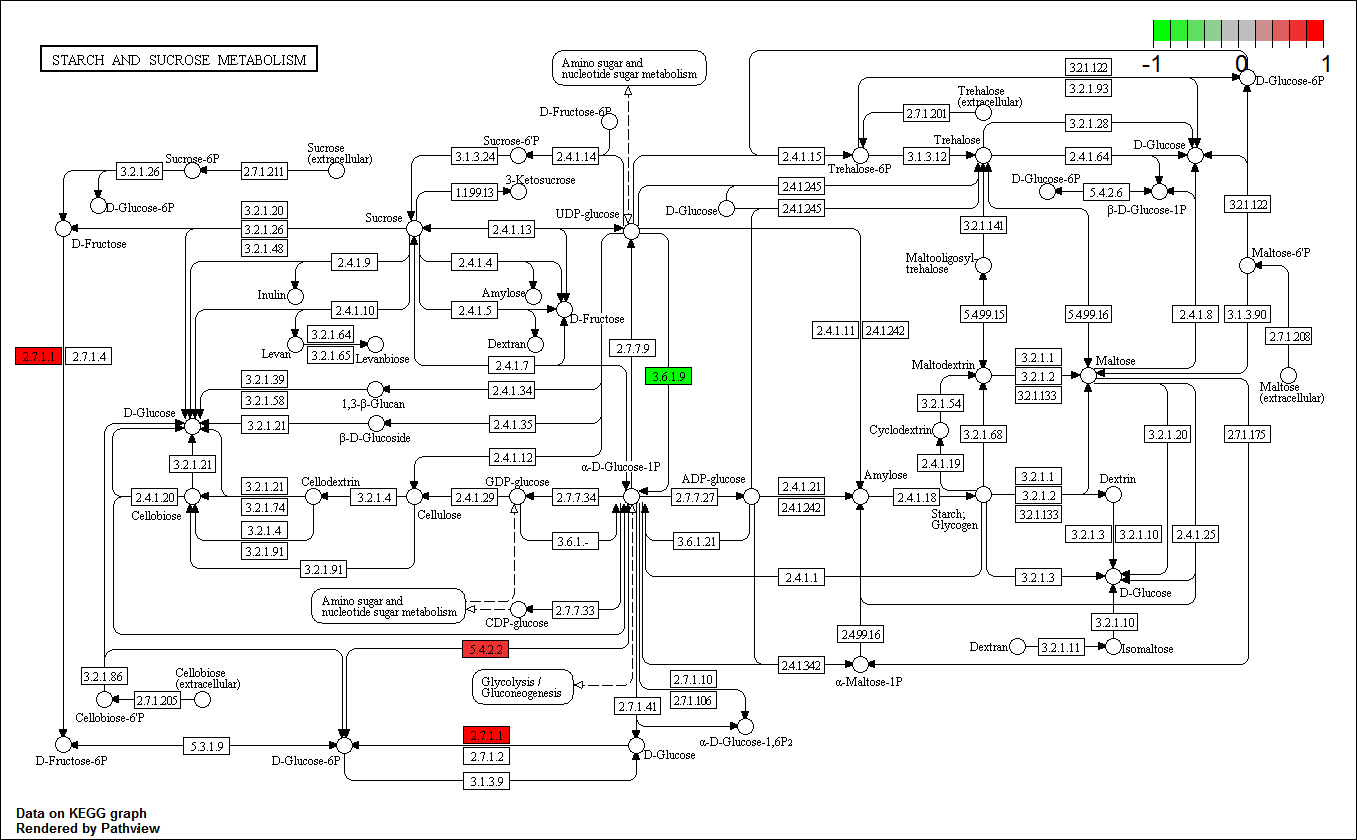 STARCH AND SUCROSE METABOLISM
-1
0
1
Amino sugar and
nucleotide sugar metabolism
D-Fructose-6P
Sucrose-6'P
3.1.3.24
2.4.1.14
3-Ketosucrose
1.1.99.13
UDP-glucose
Sucrose
(extracellular)
Sucrose-6P
3.2.1.26
2.7.1.211
D-Glucose-6P
D-Fructose
3.2.1.20
3.2.1.26
3.2.1.48
Sucrose
2.4.1.13
2.4.1.9
2.4.1.4
Inulin
Amylose
2.4.1.10
2.4.1.5
D-Fructose
3.2.1.64
3.2.1.65
Levan
Levanbiose
Dextran
2.4.1.7
2.7.1.1
2.7.1.4
2.7.7.9
3.6.1.9
3.2.1.39
3.2.1.58
1,3-β-Glucan
2.4.1.34
D-Glucose
3.2.1.21
β-D-Glucoside
2.4.1.35
3.2.1.21
2.4.1.12
α-D-Glucose-1P
2.4.1.20
Cellobiose
3.2.1.21
3.2.1.74
Cellodextrin
3.2.1.4
Cellulose
2.4.1.29
GDP-glucose
2.7.7.34
3.2.1.4
3.2.1.91
3.2.1.91
3.6.1.-
Amino sugar and
nucleotide sugar metabolism
CDP-glucose
2.7.7.33
5.4.2.2
Glycolysis /
Gluconeogenesis
3.2.1.86
Cellobiose
(extracellular)
2.7.1.205
Cellobiose-6'P
2.7.1.41
2.7.1.10
2.7.1.106
α-D-Glucose-1,6P2
D-Fructose-6P
5.3.1.9
D-Glucose-6P
2.7.1.1
2.7.1.2
3.1.3.9
D-Glucose
3.2.1.122
3.2.1.93
D-Glucose-6P
Trehalose
(extracellular)
2.7.1.201
3.2.1.28
Trehalose
2.4.1.15
Trehalose-6P
3.1.3.12
2.4.1.64
D-Glucose
2.4.1.245
2.4.1.245
D-Glucose
D-Glucose-6P
5.4.2.6
β-D-Glucose-1P
3.2.1.122
3.2.1.141
Maltooligosyl-
trehalose
Maltose-6'P
2.4.1.11
2.4.1.242
5.4.99.15
5.4.99.16
2.4.1.8
3.1.3.90
2.7.1.208
Maltose
(extracellular)
Maltodextrin
3.2.1.1
3.2.1.2
3.2.1.133
Maltose
3.2.1.54
Cyclodextrin
3.2.1.68
2.4.1.19
3.2.1.20
2.7.1.175
ADP-glucose
2.7.7.27
2.4.1.21
2.4.1.242
Amylose
2.4.1.18
Starch;
Glycogen
3.2.1.1
3.2.1.2
3.2.1.133
Dextrin
3.6.1.21
3.2.1.3
3.2.1.10
2.4.1.25
2.4.1.1
3.2.1.3
D-Glucose
3.2.1.10
2.4.99.16
Dextran
3.2.1.11
Isomaltose
2.4.1.342
α-Maltose-1P
Data on KEGG graph
Rendered by Pathview